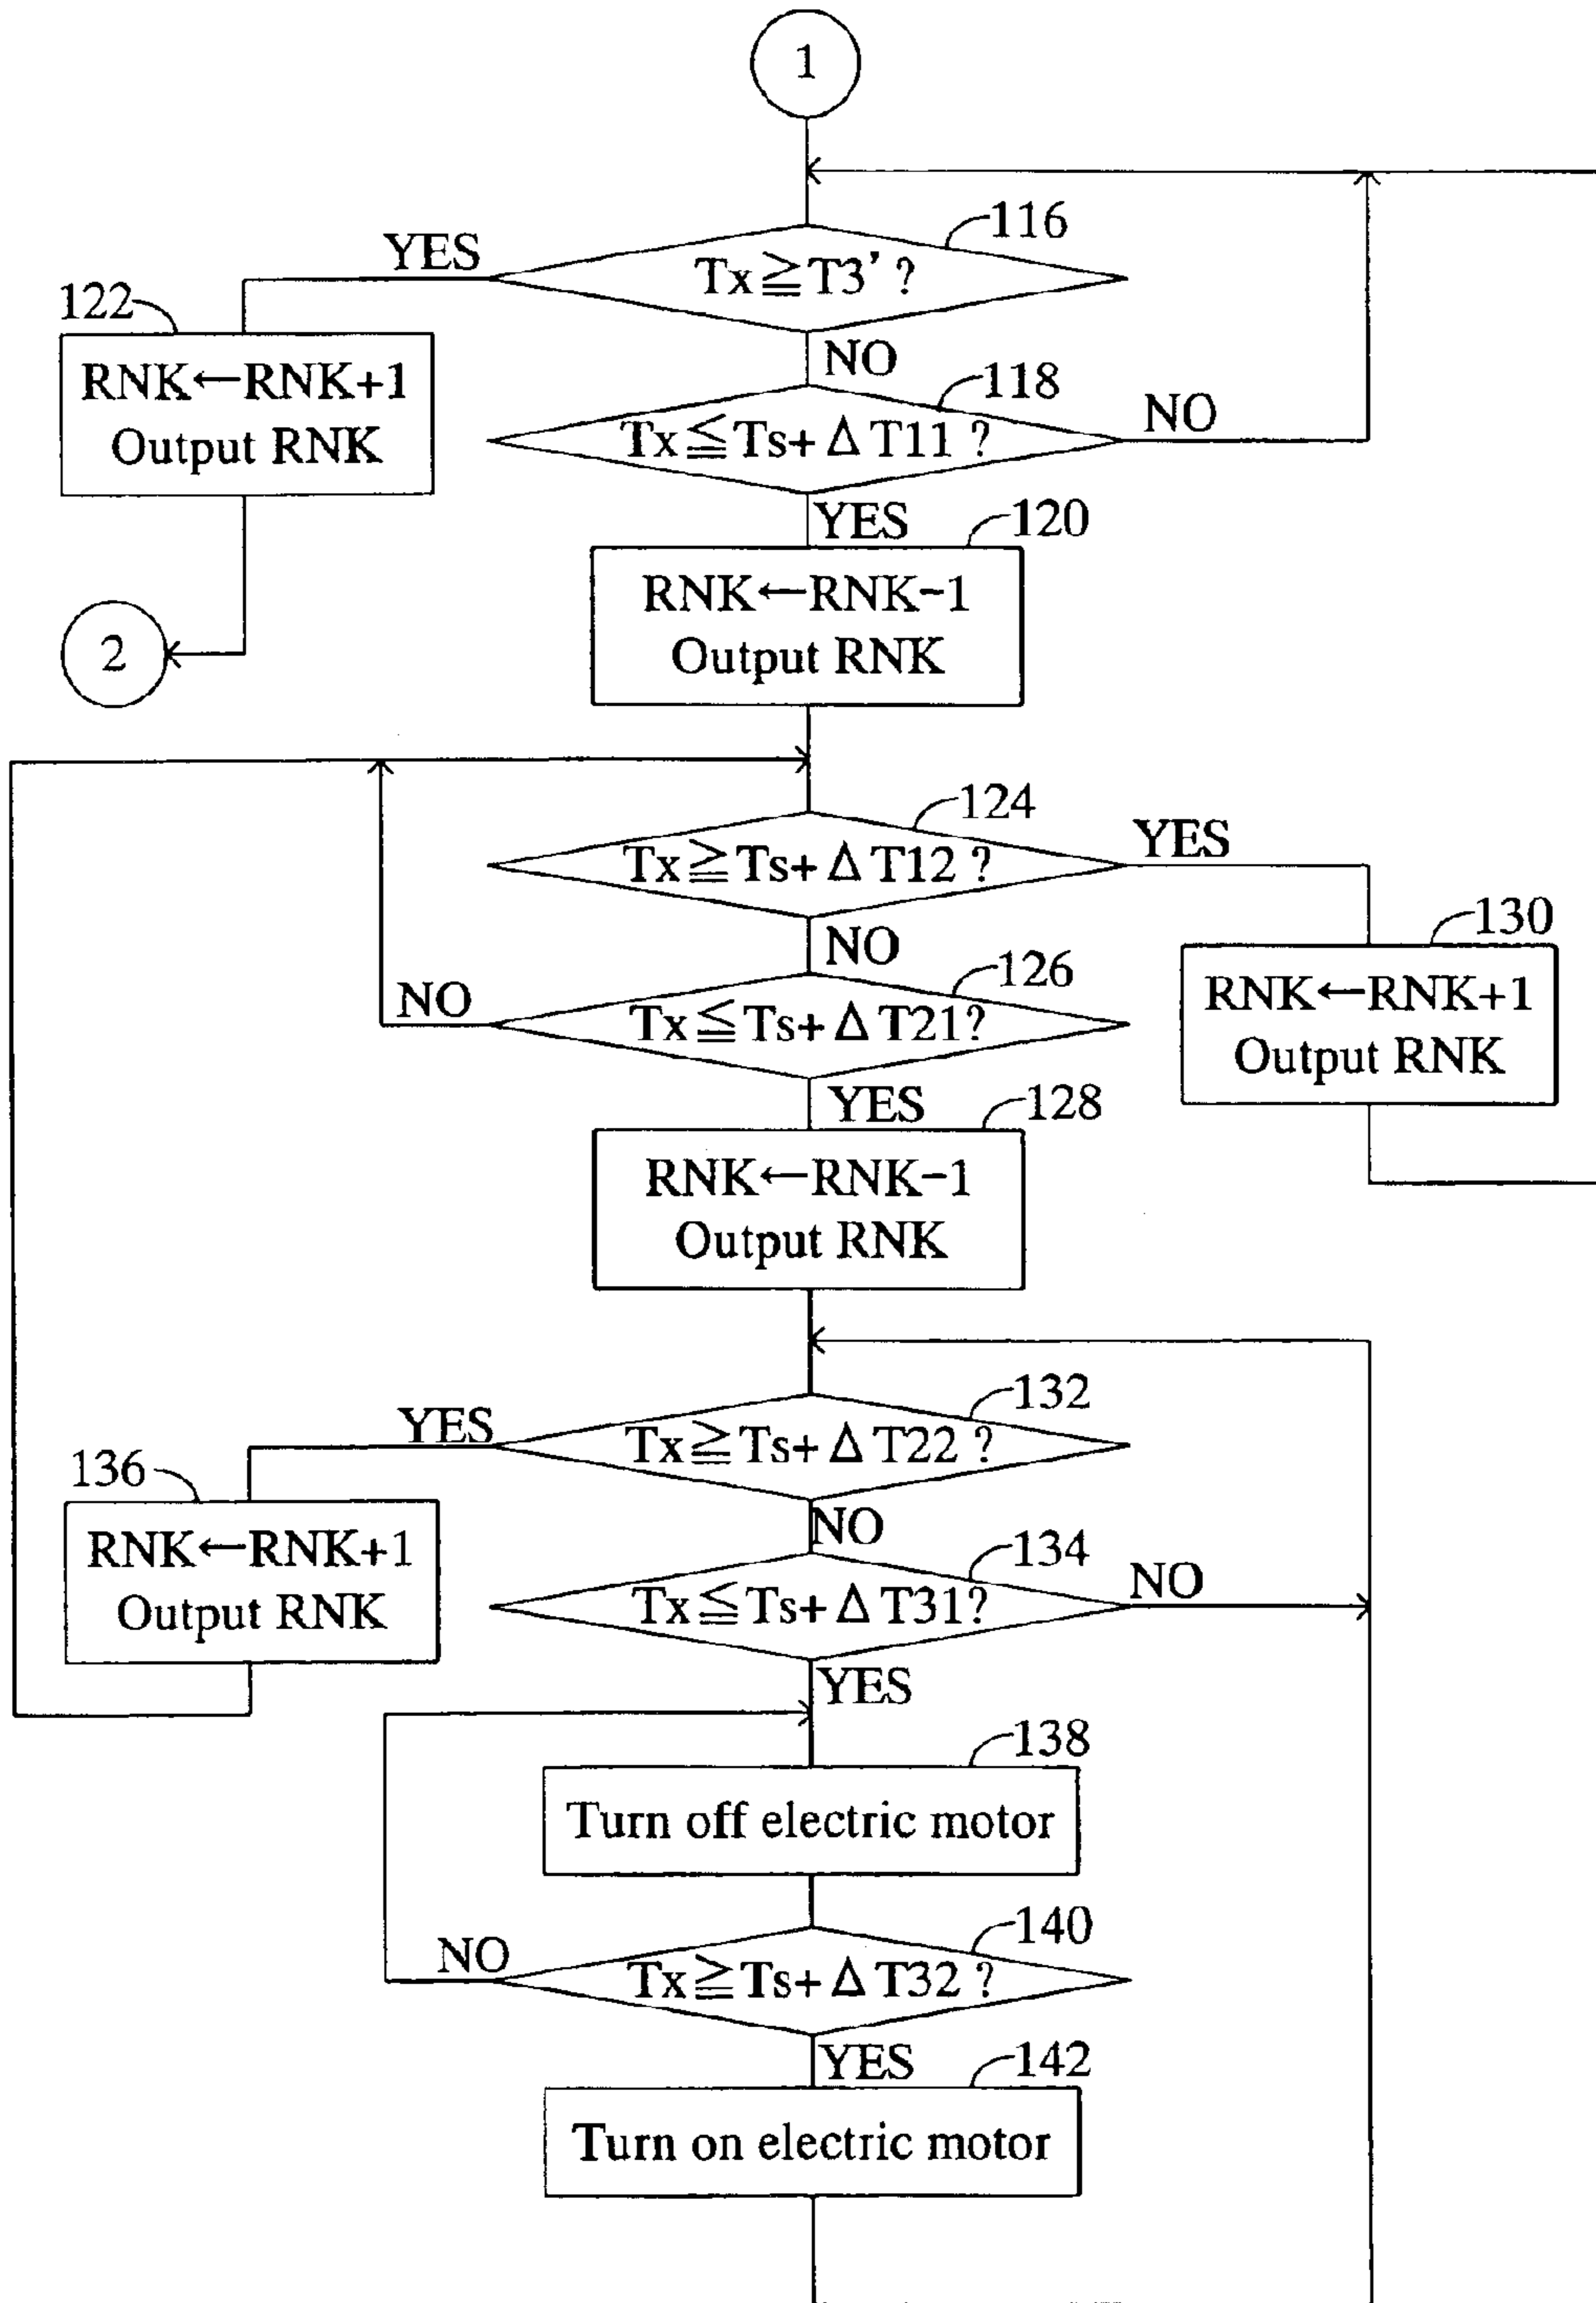 1
116
YES
Tx≧T3'?
122
NO
RNK←RNK+1
Output RNK
118
Tx≦Ts+ΔT11?
NO
YES
120
RNK←RNK-1
Output RNK
2
124
Tx≧Ts+ΔT12?
YES
NO
130
RNK←RNK+1
Output RNK
126
NO
Tx≦Ts+ΔT21?
YES
128
RNK←RNK-1
Output RNK
132
YES
Tx≧Ts+ΔT22?
136
NO
RNK←RNK+1
Output RNK
134
Tx≦Ts+ΔT31?
NO
YES
138
Turn off electric motor
140
NO
Tx≧Ts+ΔT32?
YES
142
Turn on electric motor